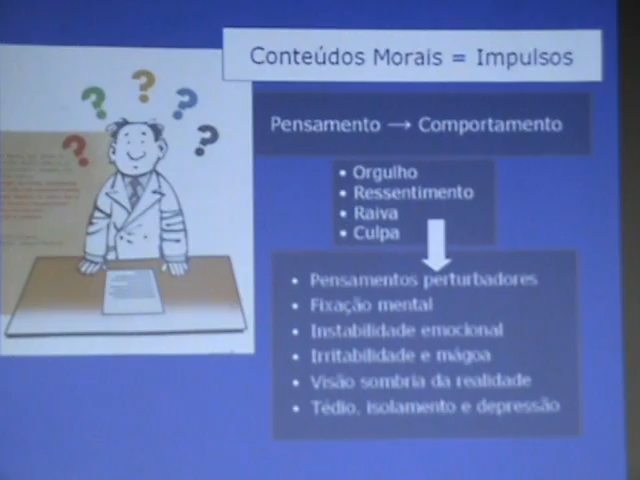 Conteúdos Morais = Impulsos
Pensamento → Comportamento
• Orgulho
• Ressentimento
• Raiva
• Culpa
• Pensamentos perturbadores
• Fixação mental
• Instabilidade emocional
• Irritabilidade e mágoa
• Visão sombria da realidade
• Tédio, isolamento e depressão